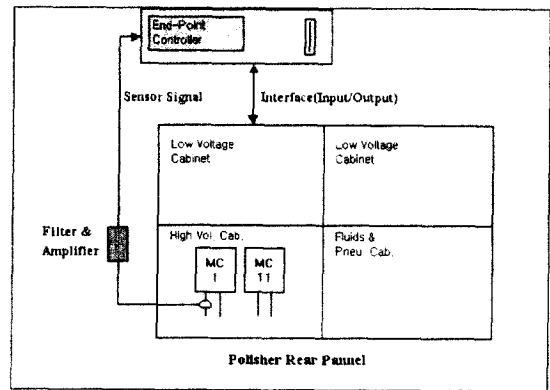 End-Point
Controller
Sensor Signal
Interface(Input/Output)
Low Voltage
Cabinet
Low Voltage
Cabinet
Filter &
Amplifier
High Vol. Cab.
Fluids &
Pneu. Cab.
MC
1
MC
11
Polisher Rear Pannel